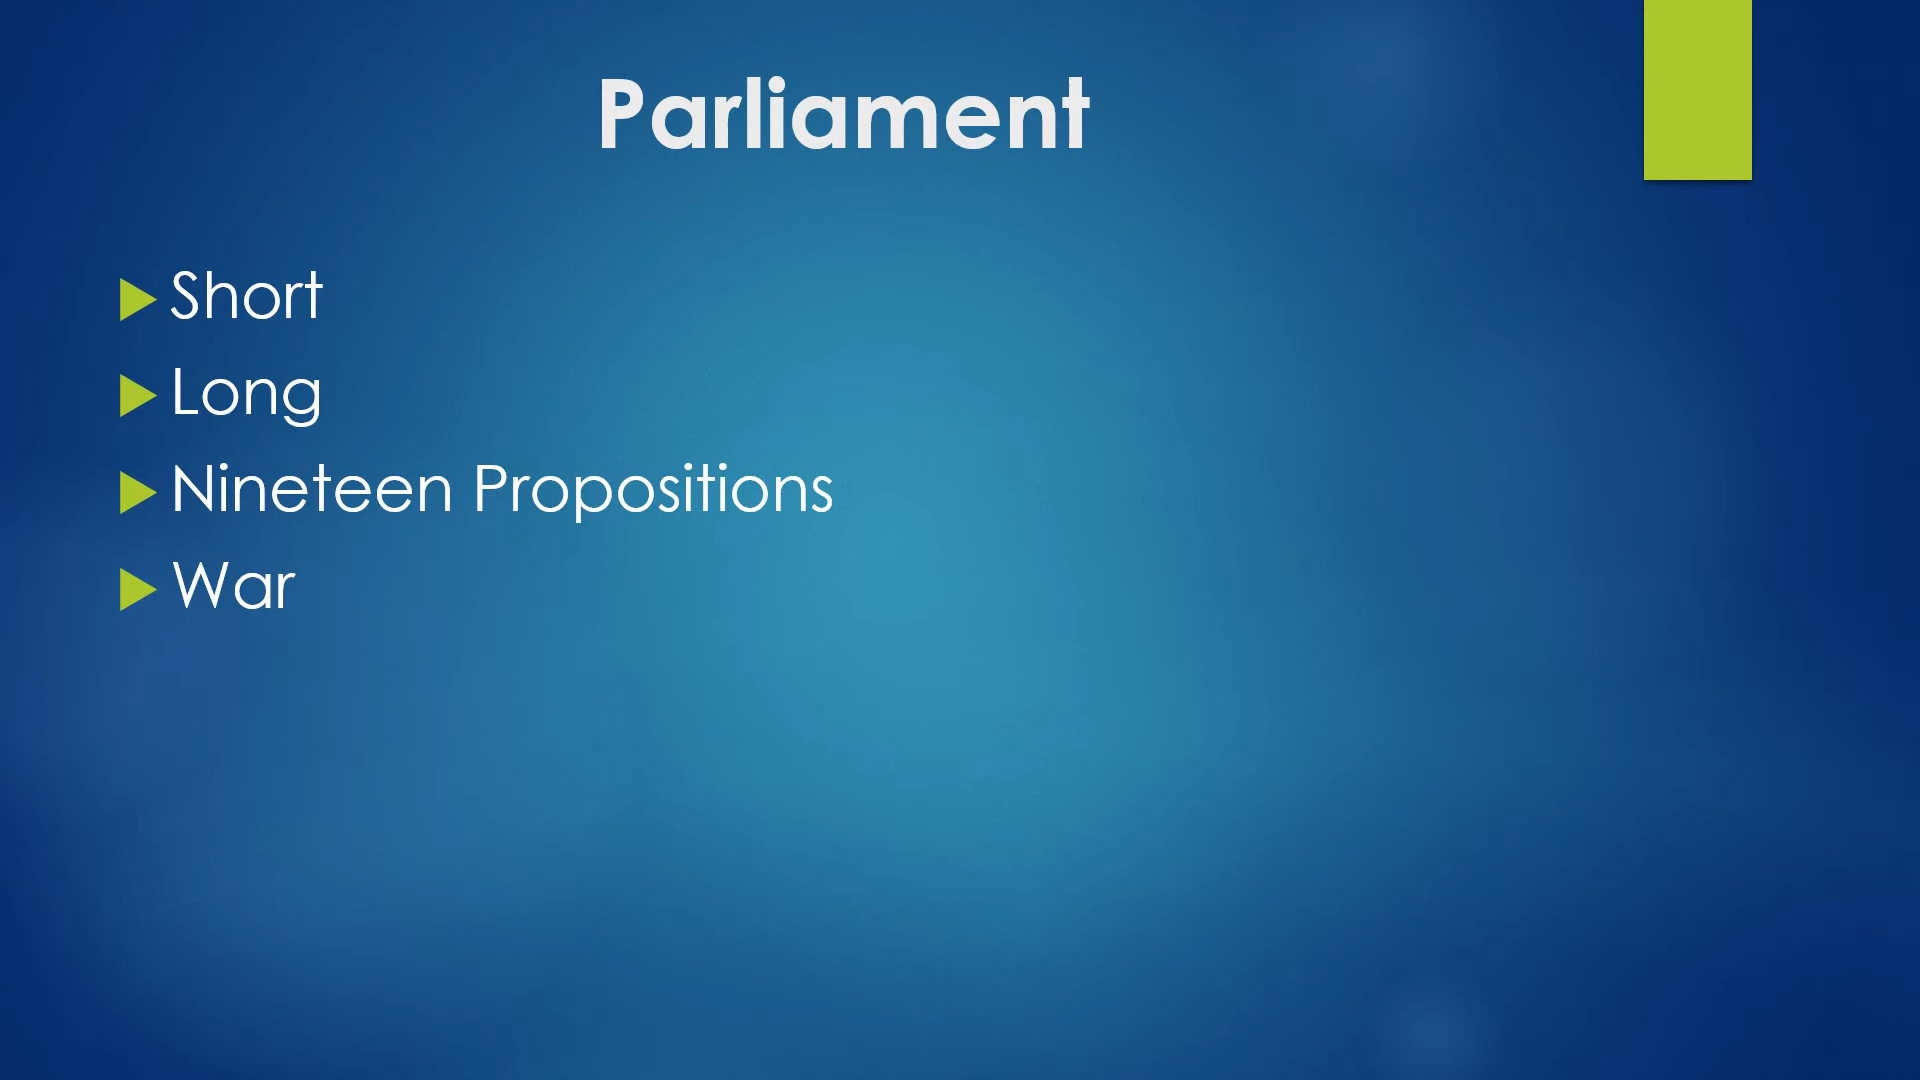 Parliament
Short
Long
Nineteen Propositions
War